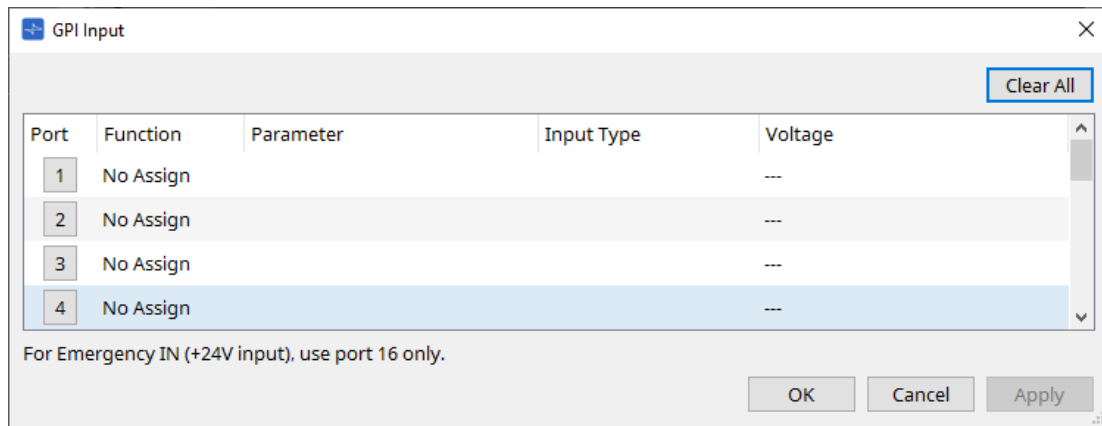 GPI Input
Clear All
Port Function Parameter Input Type Voltage
1 No Assign ---
2 No Assign ---
3 No Assign ---
4 No Assign ---
For Emergency IN (+24V input), use port 16 only.
OK Cancel Apply